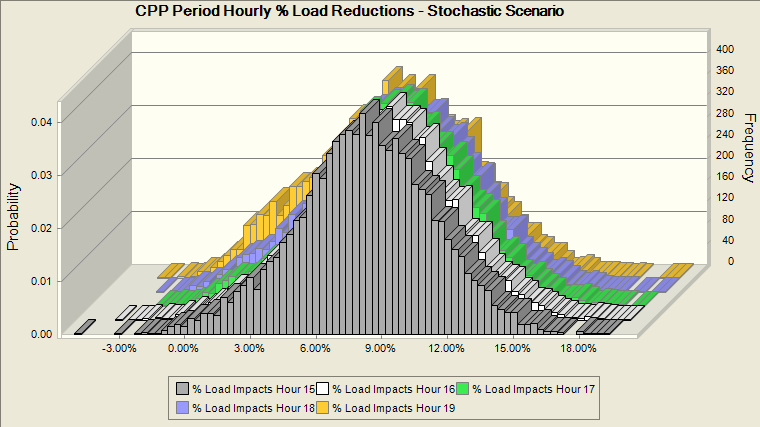 CPP Period Hourly % Load Reductions - Stochastic Scenario
400
360
320
280
240
200
160
120
80
40
0
Frequency
Probability
0.04
0.03
0.02
0.01
0.00
-3.00% 0.00% 3.00% 6.00% 9.00% 12.00% 15.00% 18.00%
% Load Impacts Hour 15 % Load Impacts Hour 16 % Load Impacts Hour 17
% Load Impacts Hour 18 % Load Impacts Hour 19